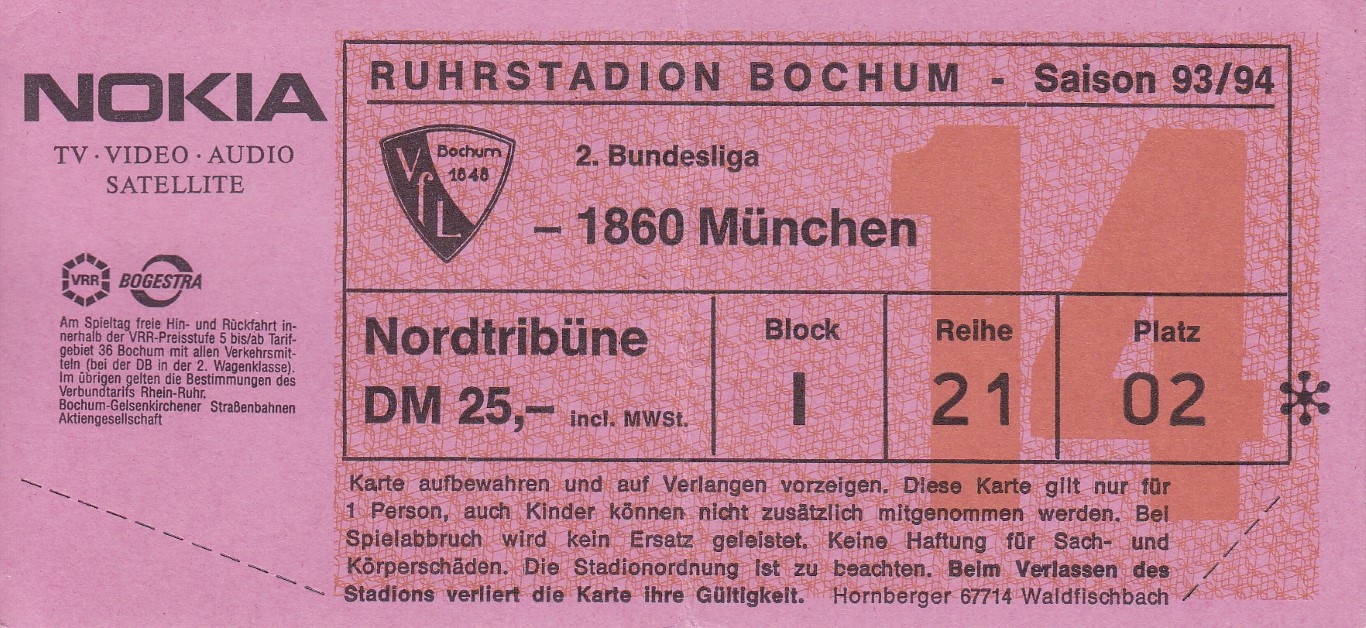 NOKIA
TV · VIDEO · AUDIO
SATELLITE
VRR BOGESTRA
Am Spieltag freie Hin- und Rückfahrt in-
nerhalb der VRR-Preisstufe 5 bis/ab Tarif-
gebiet 36 Bochum mit allen Verkehrsmit-
teln (bei der DB in der 2. Wagenklasse).
Im übrigen gelten die Bestimmungen des
Verbundtarifs Rhein-Ruhr.
Bochum-Gelsenkirchener Straßenbahnen
Aktiengesellschaft
RUHRSTADION BOCHUM - Saison 93/94
14
VfL Bochum
1848
2. Bundesliga
– 1860 München
Nordtribüne
DM 25,– incl. MWSt.
Block
I
Reihe
21
Platz
02
Karte aufbewahren und auf Verlangen vorzeigen. Diese Karte gilt nur für
1 Person, auch Kinder können nicht zusätzlich mitgenommen werden. Bei
Spielabbruch wird kein Ersatz geleistet. Keine Haftung für Sach- und
Körperschäden. Die Stadionordnung ist zu beachten. Beim Verlassen des
Stadions verliert die Karte ihre Gültigkeit. Hornberger 67714 Waldfischbach